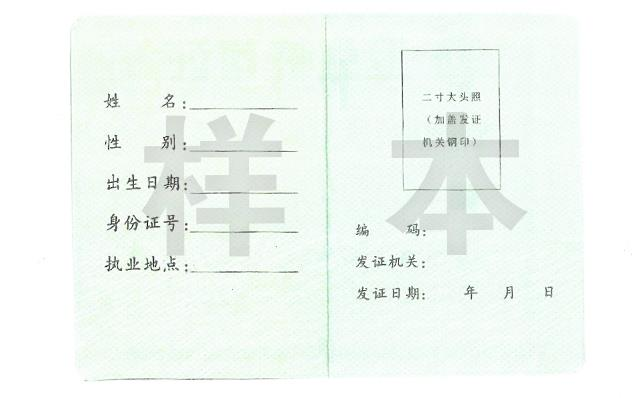 姓 名:
性 别:
出生日期:
身份证号:
执业地点:
二寸大头照
(加盖发证
机关钢印)
编 码:
发证机关:
发证日期: 年 月 日
样本